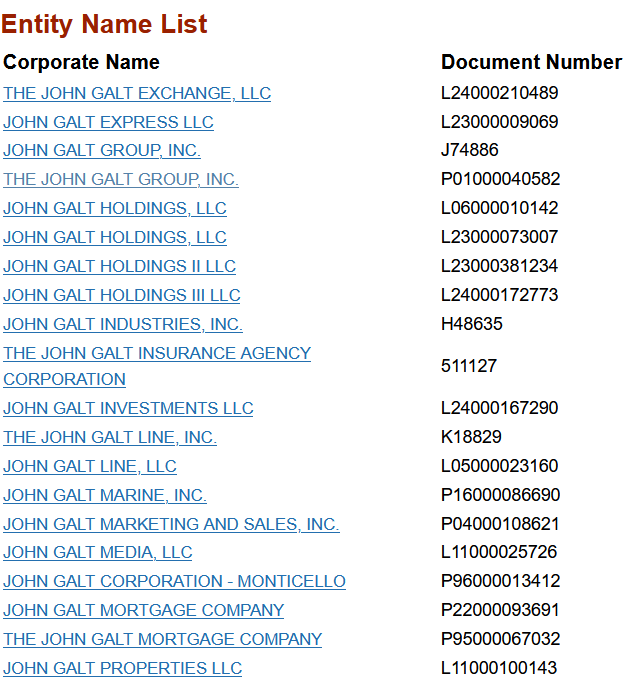 Entity Name List
Corporate Name Document Number
THE JOHN GALT EXCHANGE, LLC L24000210489
JOHN GALT EXPRESS LLC L23000009069
JOHN GALT GROUP, INC. J74886
THE JOHN GALT GROUP, INC. P01000040582
JOHN GALT HOLDINGS, LLC L06000010142
JOHN GALT HOLDINGS, LLC L23000073007
JOHN GALT HOLDINGS II LLC L23000381234
JOHN GALT HOLDINGS III LLC L24000172773
JOHN GALT INDUSTRIES, INC. H48635
THE JOHN GALT INSURANCE AGENCY
CORPORATION 511127
JOHN GALT INVESTMENTS LLC L24000167290
THE JOHN GALT LINE, INC. K18829
JOHN GALT LINE, LLC L05000023160
JOHN GALT MARINE, INC. P16000086690
JOHN GALT MARKETING AND SALES, INC. P04000108621
JOHN GALT MEDIA, LLC L11000025726
JOHN GALT CORPORATION - MONTICELLO P96000013412
JOHN GALT MORTGAGE COMPANY P22000093691
THE JOHN GALT MORTGAGE COMPANY P95000067032
JOHN GALT PROPERTIES LLC L11000100143